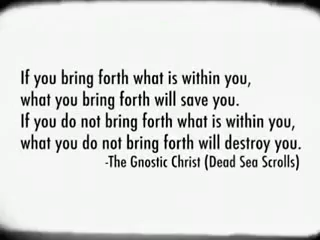 If you bring forth what is within you,
what you bring forth will save you.
If you do not bring forth what is within you,
what you do not bring forth will destroy you.
-The Gnostic Christ (Dead Sea Scrolls)